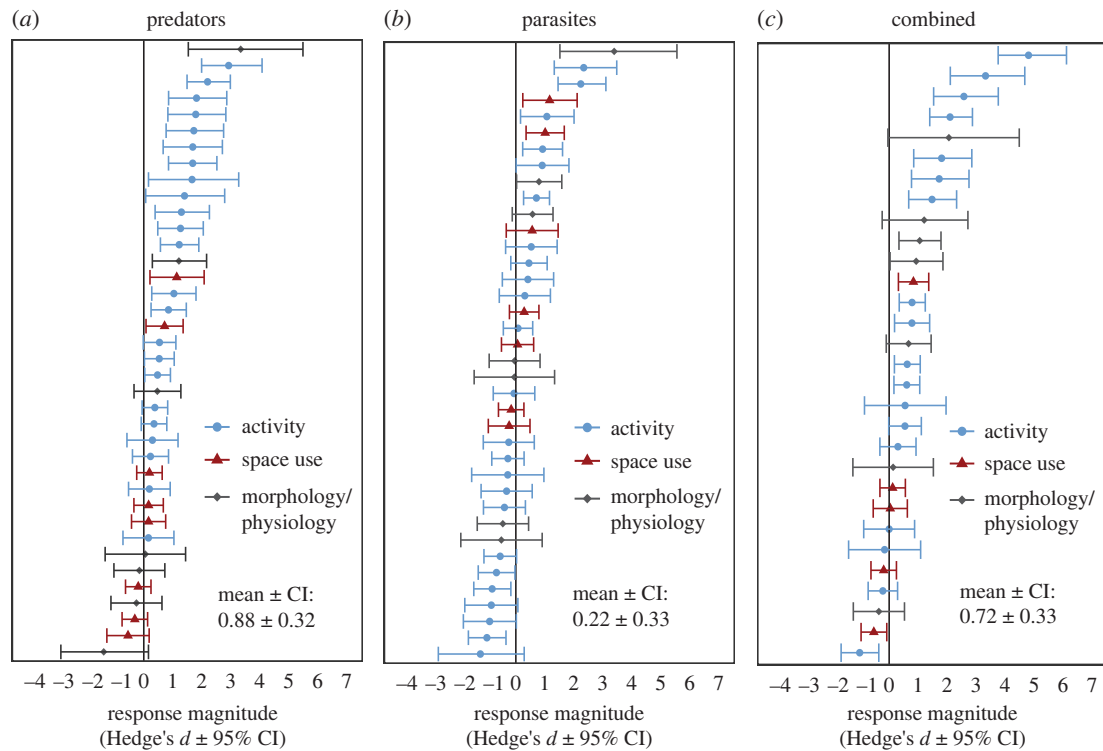 (a) predators
activity
space use
morphology/
physiology
mean ± CI:
0.88 ± 0.32
–4 –3 –2 –1 0 1 2 3 4 5 6 7
response magnitude
(Hedge's d ± 95% CI)
(b) parasites
activity
space use
morphology/
physiology
mean ± CI:
0.22 ± 0.33
–4 –3 –2 –1 0 1 2 3 4 5 6 7
response magnitude
(Hedge's d ± 95% CI)
(c) combined
activity
space use
morphology/
physiology
mean ± CI:
0.72 ± 0.33
–4 –3 –2 –1 0 1 2 3 4 5 6 7
response magnitude
(Hedge's d ± 95% CI)